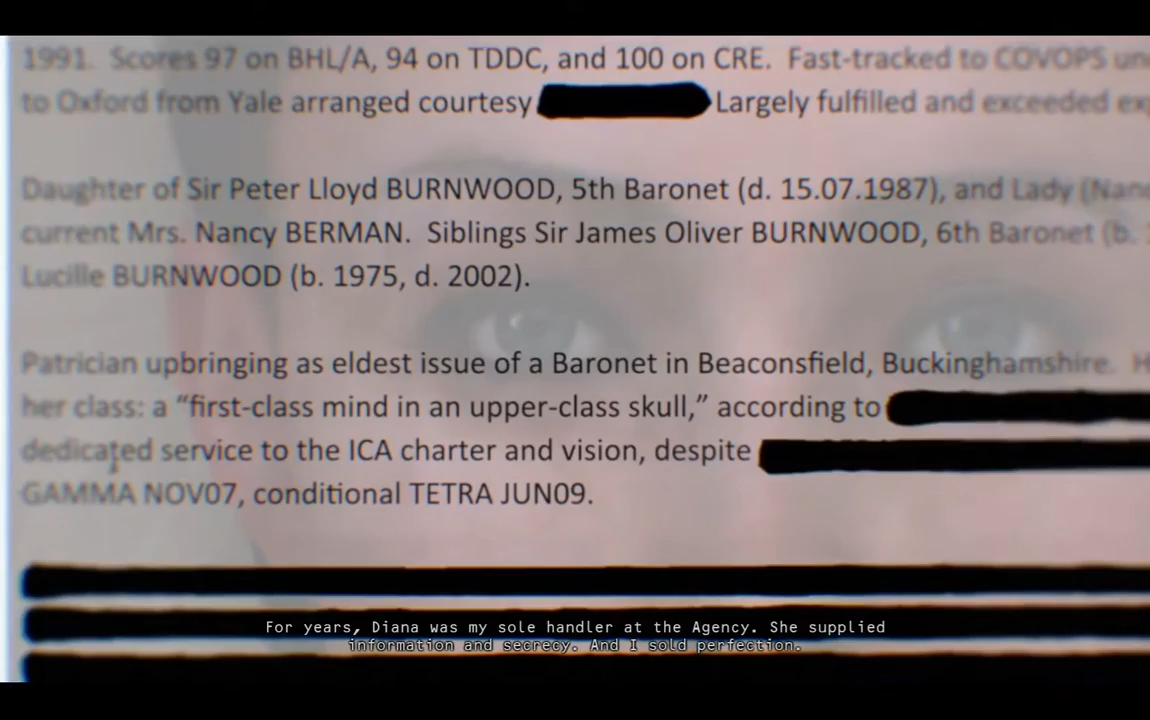 1991. Scores 97 on BHL/A, 94 on TDDC, and 100 on CRE. Fast-tracked to COVOPS
to Oxford from Yale arranged courtesy Largely fulfilled and exceeded
Daughter of Sir Peter Lloyd BURNWOOD, 5th Baronet (d. 15.07.1987), and Lady
current Mrs. Nancy BERMAN. Siblings Sir James Oliver BURNWOOD, 6th Baronet (b.
Lucille BURNWOOD (b. 1975, d. 2002).
Patrician upbringing as eldest issue of a Baronet in Beaconsfield, Buckinghamshire.
her class: a “first-class mind in an upper-class skull,” according to
dedicated service to the ICA charter and vision, despite
GAMMA NOV07, conditional TETRA JUN09.
For years, Diana was my sole handler at the Agency. She supplied
information and secrecy. And I sold perfection.